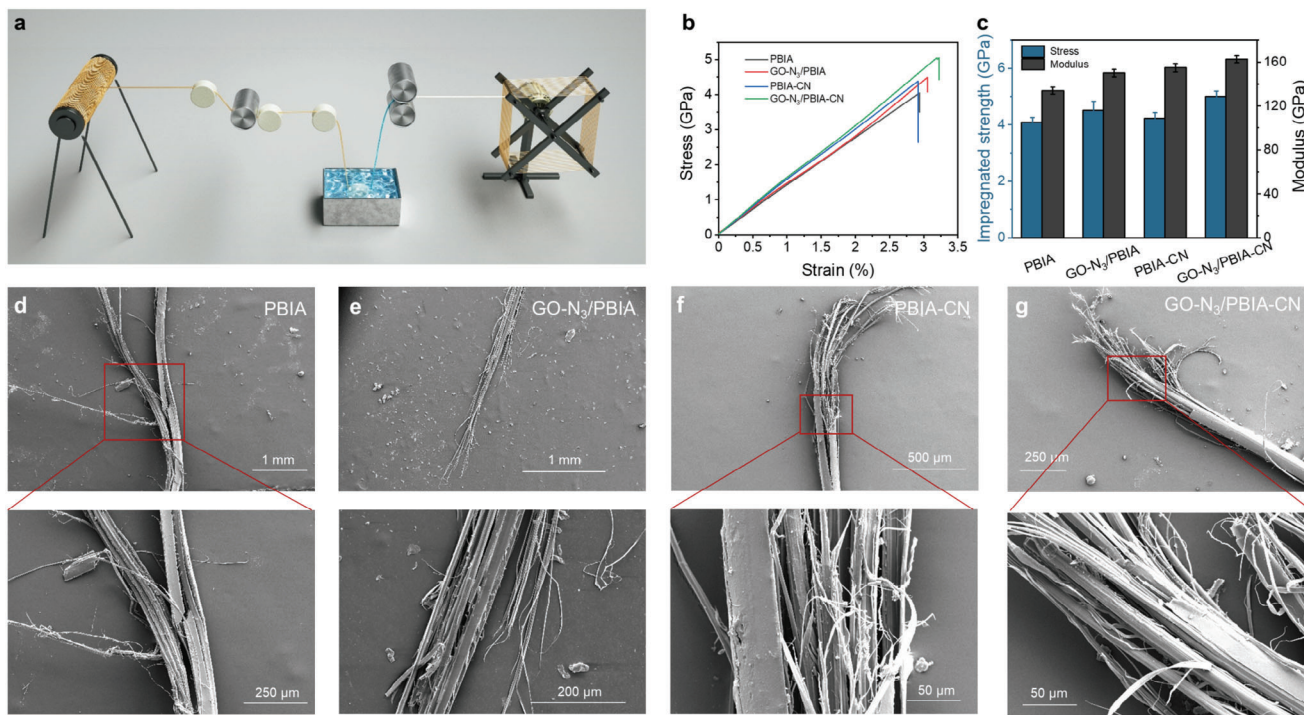 a
b
PBIA
GO-N₃/PBIA
PBIA-CN
GO-N₃/PBIA-CN
Stress (GPa)
5
4
3
2
1
0
0
0.5
1.0
1.5
2.0
2.5
3.0
3.5
Strain (%)
c
Stress
Modulus
Impregnated strength (GPa)
6
4
2
0
Modulus (GPa)
160
120
80
40
0
PBIA
GO-N₃/PBIA
PBIA-CN
GO-N₃/PBIA-CN
d
PBIA
1 mm
e
GO-N₃/PBIA
1 mm
f
PBIA-CN
500 µm
g
GO-N₃/PBIA-CN
250 µm
250 µm
200 µm
50 µm
50 µm